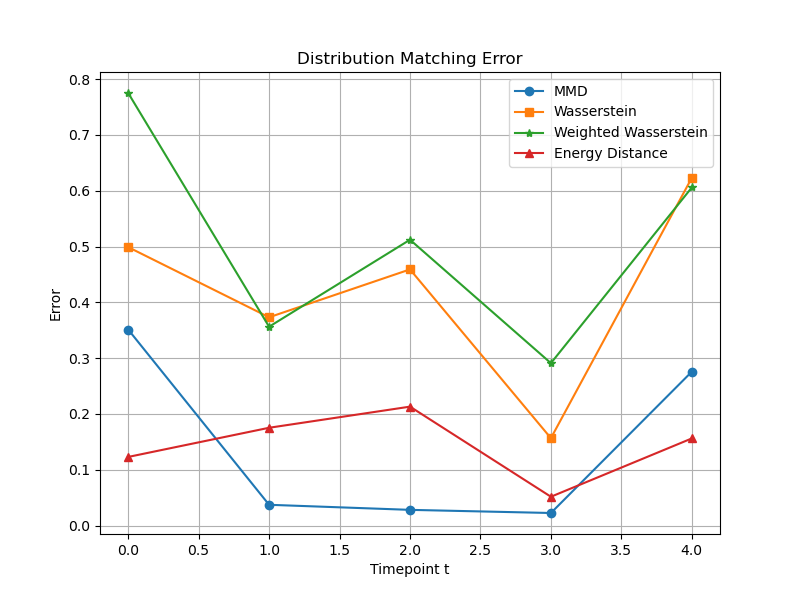 Distribution Matching Error
MMD
Wasserstein
Weighted Wasserstein
Energy Distance
Error
0.8
0.7
0.6
0.5
0.4
0.3
0.2
0.1
0.0
0.0 0.5 1.0 1.5 2.0 2.5 3.0 3.5 4.0
Timepoint t